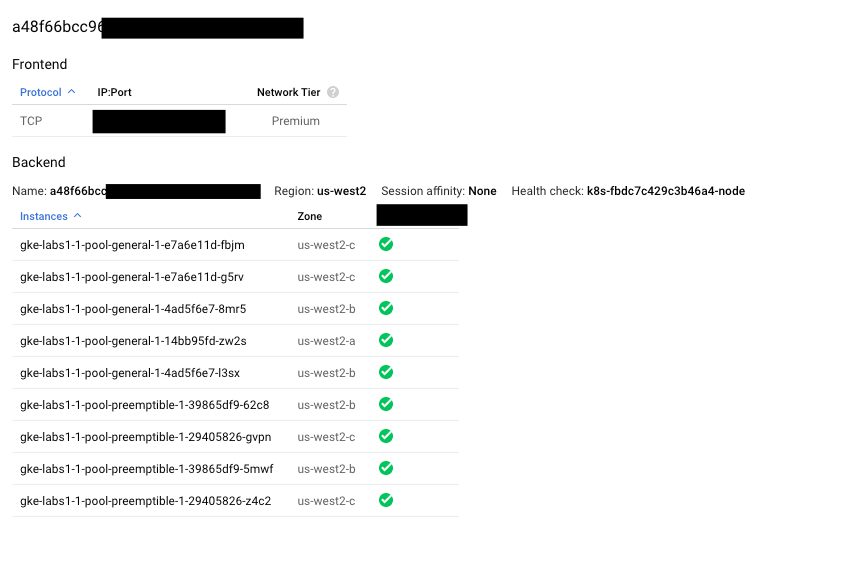 a48f66bcc96
Frontend
Protocol IP:Port Network Tier ?
TCP Premium
Backend
Name: a48f66bcc Region: us-west2 Session affinity: None Health check: k8s-fbdc7c429c3b46a4-node
Instances Zone
gke-labs1-1-pool-general-1-e7a6e11d-fbjm us-west2-c
gke-labs1-1-pool-general-1-e7a6e11d-g5rv us-west2-c
gke-labs1-1-pool-general-1-4ad5f6e7-8mr5 us-west2-b
gke-labs1-1-pool-general-1-14bb95fd-zw2s us-west2-a
gke-labs1-1-pool-general-1-4ad5f6e7-l3sx us-west2-b
gke-labs1-1-pool-preemptible-1-39865df9-62c8 us-west2-b
gke-labs1-1-pool-preemptible-1-29405826-gvpn us-west2-c
gke-labs1-1-pool-preemptible-1-39865df9-5mwf us-west2-b
gke-labs1-1-pool-preemptible-1-29405826-z4c2 us-west2-c